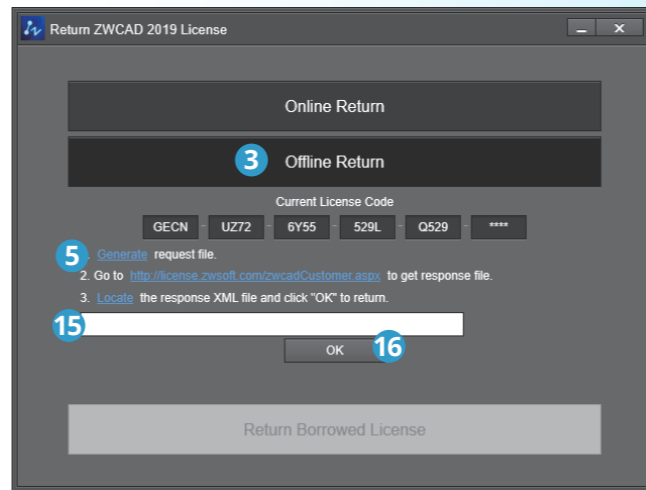 Return ZWCAD 2019 License
Online Return
3 Offline Return
Current License Code
GECN - UZ72 - 6Y55 - 529L - Q529 - ****
5 . Generate request file.
2. Go to http://license.zwsoft.com/zwcadCustomer.aspx to get response file.
3. Locate the response XML file and click "OK" to return.
15
OK 16
Return Borrowed License